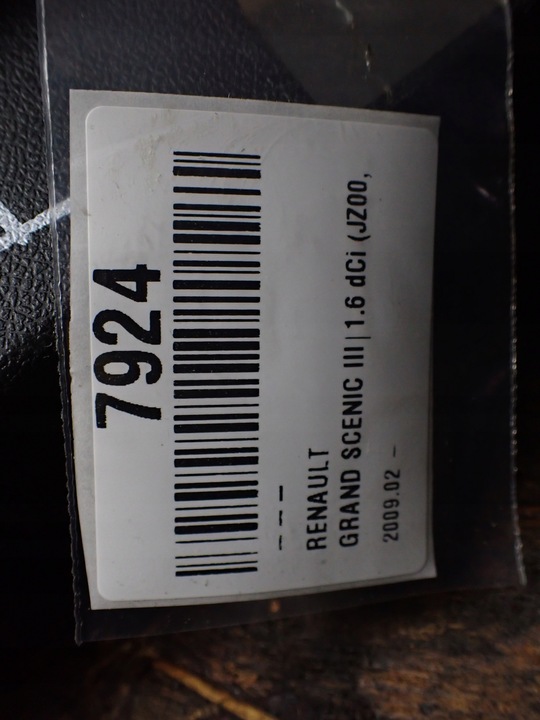 7924
- - -
RENAULT
GRAND SCENIC III | 1.6 dCi (JZ00,
2009.02 -